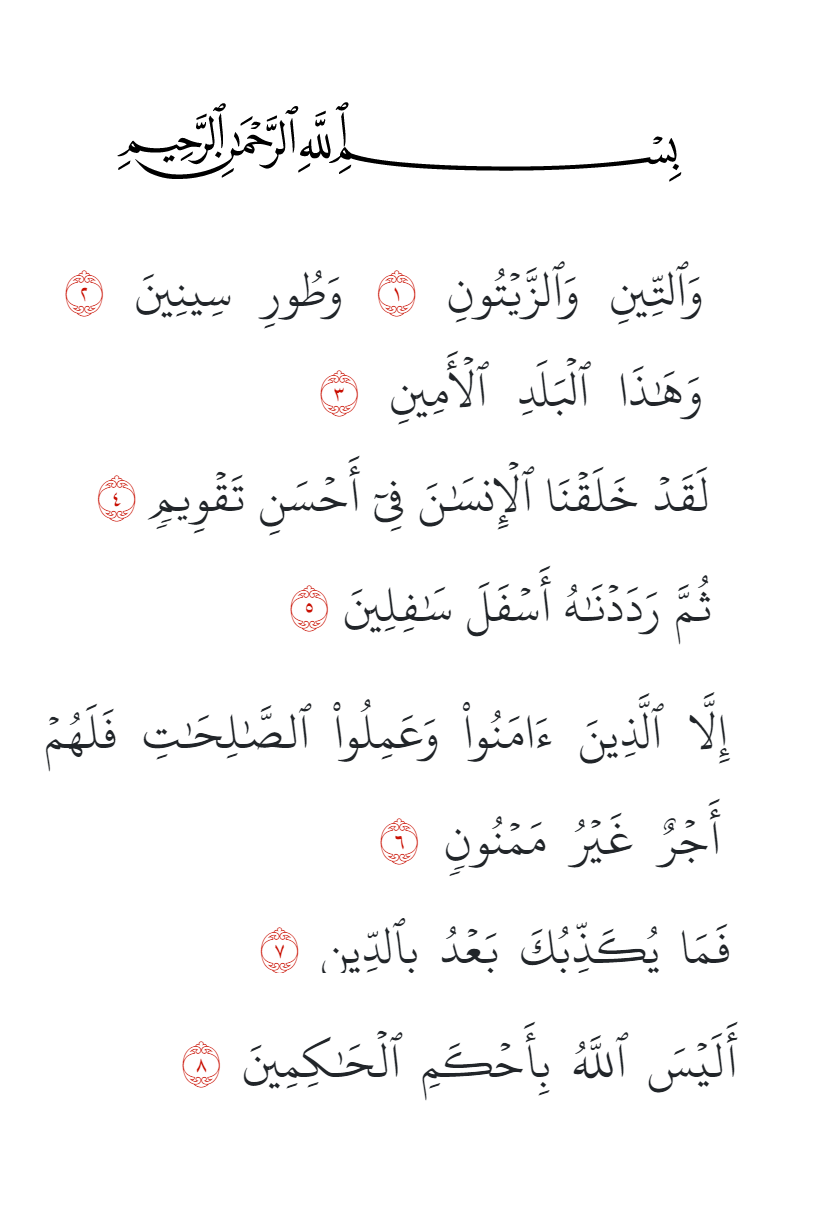 بِسْمِ ٱللَّهِ ٱلرَّحْمَٰنِ ٱلرَّحِيمِ
وَٱلتِّينِ وَٱلزَّيْتُونِ ١ وَطُورِ سِينِينَ ٢
وَهَٰذَا ٱلْبَلَدِ ٱلْأَمِينِ ٣
لَقَدْ خَلَقْنَا ٱلْإِنسَٰنَ فِىٓ أَحْسَنِ تَقْوِيمٍ ٤
ثُمَّ رَدَدْنَٰهُ أَسْفَلَ سَٰفِلِينَ ٥
إِلَّا ٱلَّذِينَ ءَامَنُوا۟ وَعَمِلُوا۟ ٱلصَّٰلِحَٰتِ فَلَهُمْ
أَجْرٌ غَيْرُ مَمْنُونٍ ٦
فَمَا يُكَذِّبُكَ بَعْدُ بِٱلدِّينِ ٧
أَلَيْسَ ٱللَّهُ بِأَحْكَمِ ٱلْحَٰكِمِينَ ٨